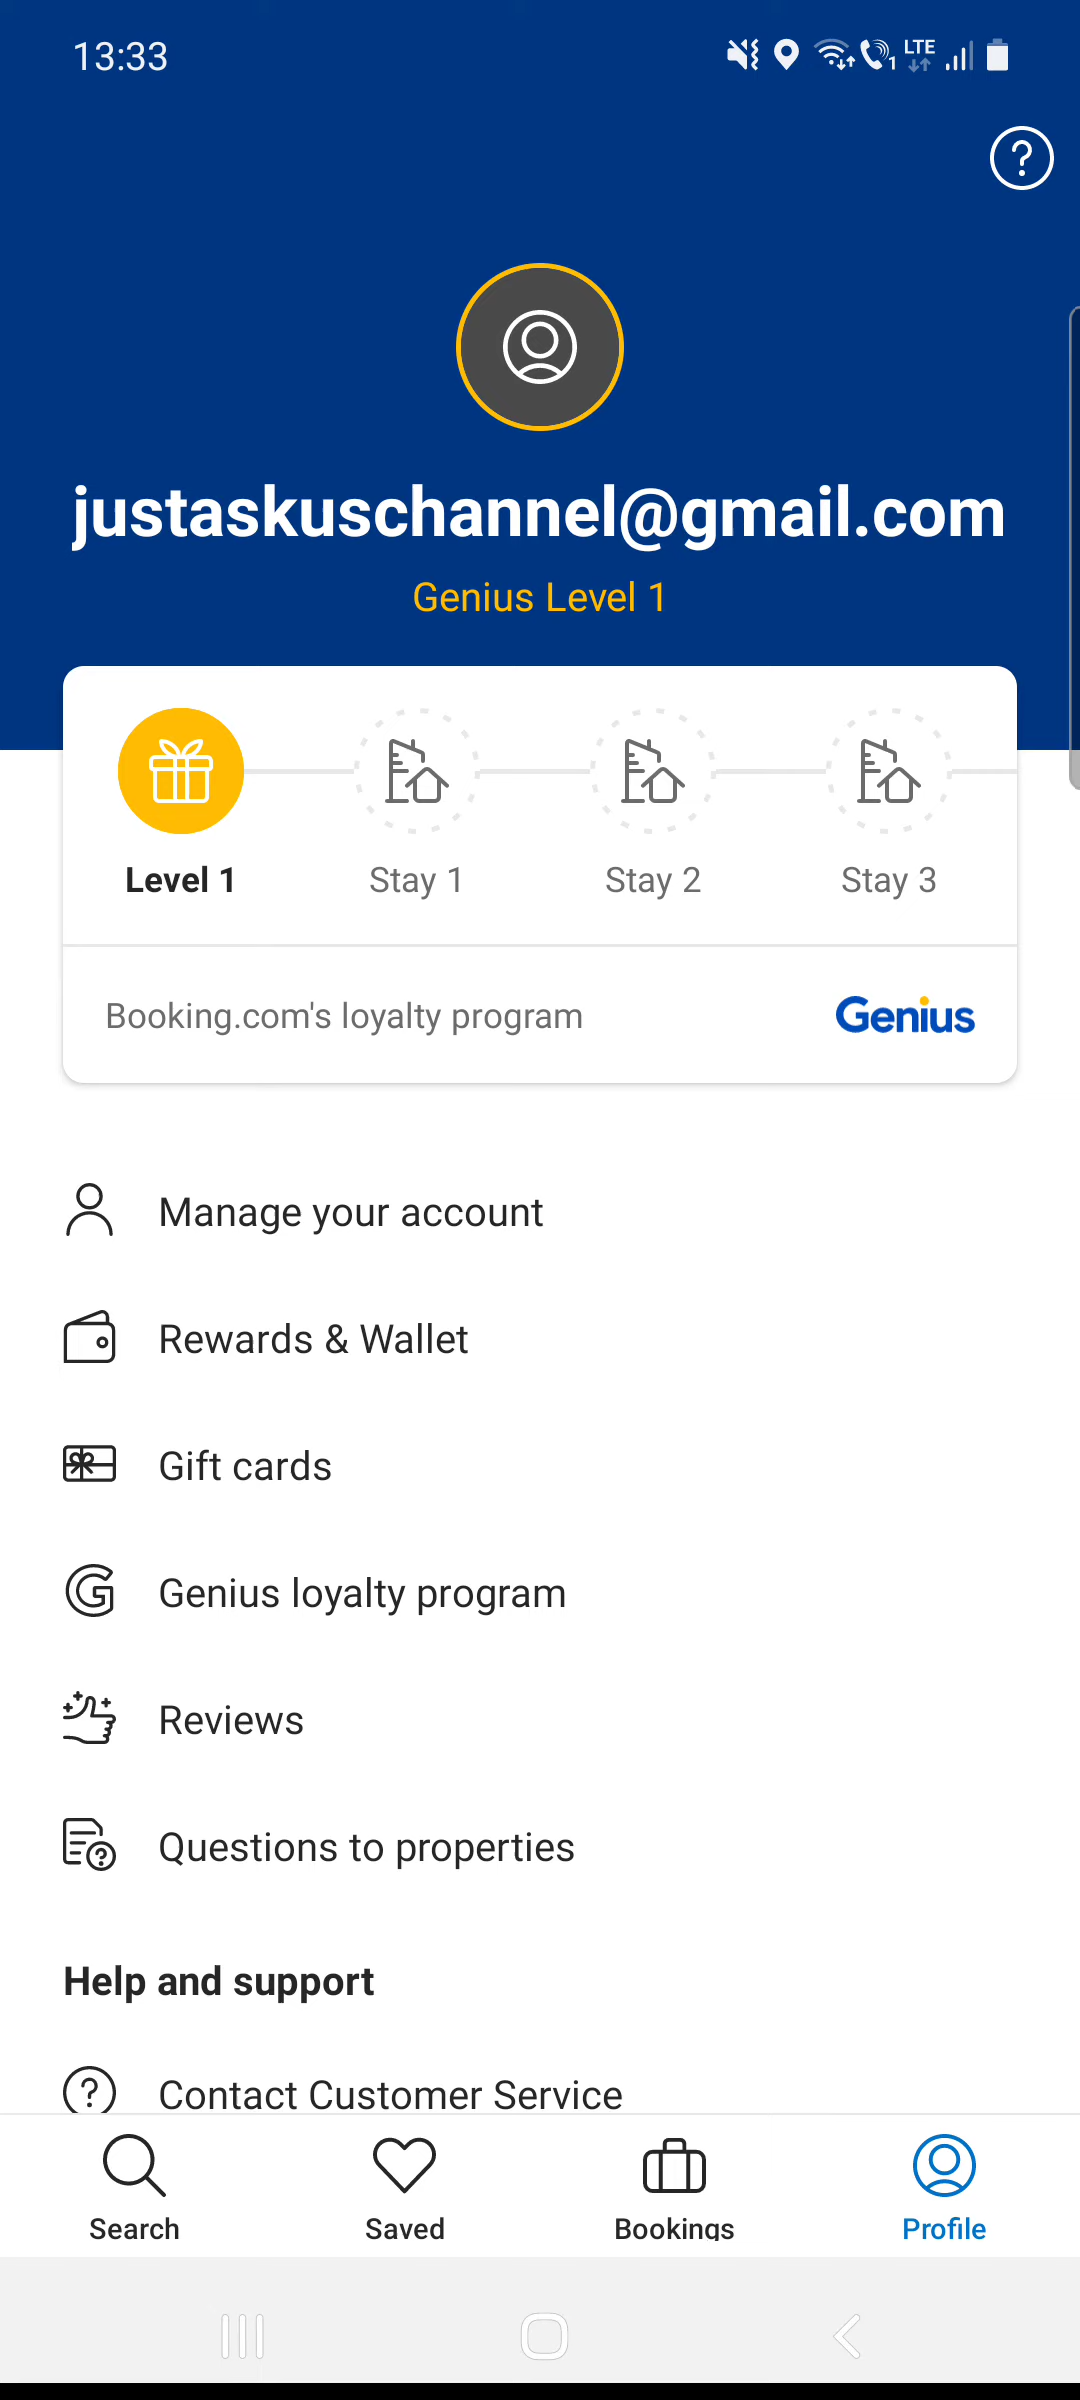 13:33
1 LTE
justaskuschannel@gmail.com
Genius Level 1
Level 1 Stay 1 Stay 2 Stay 3
Booking.com's loyalty program Genius
Manage your account
Rewards & Wallet
Gift cards
Genius loyalty program
Reviews
Questions to properties
Help and support
Contact Customer Service
Search Saved Bookings Profile